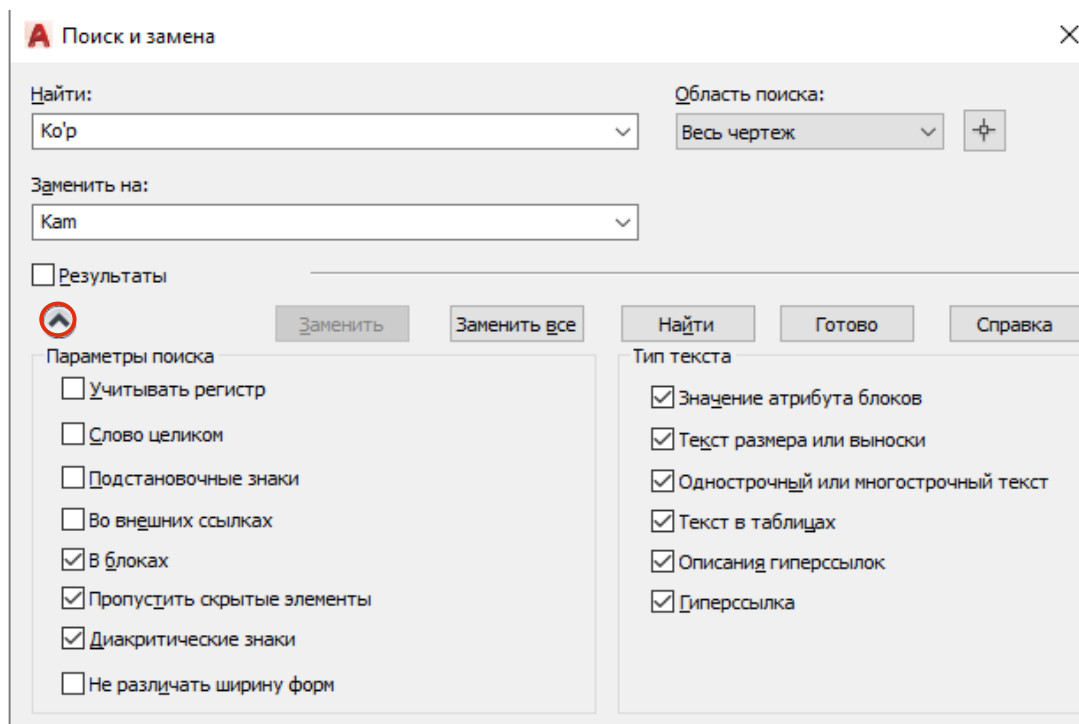 Поиск и замена
Найти:
Область поиска:
Ko'p
Весь чертеж
Заменить на:
Kam
Результаты
Заменить Заменить все Найти Готово Справка
Параметры поиска
Учитывать регистр
Слово целиком
Подстановочные знаки
Во внешних ссылках
В блоках
Пропустить скрытые элементы
Диакритические знаки
Не различать ширину форм
Тип текста
Значение атрибута блоков
Текст размера или выноски
Однострочный или многострочный текст
Текст в таблицах
Описания гиперссылок
Гиперссылка